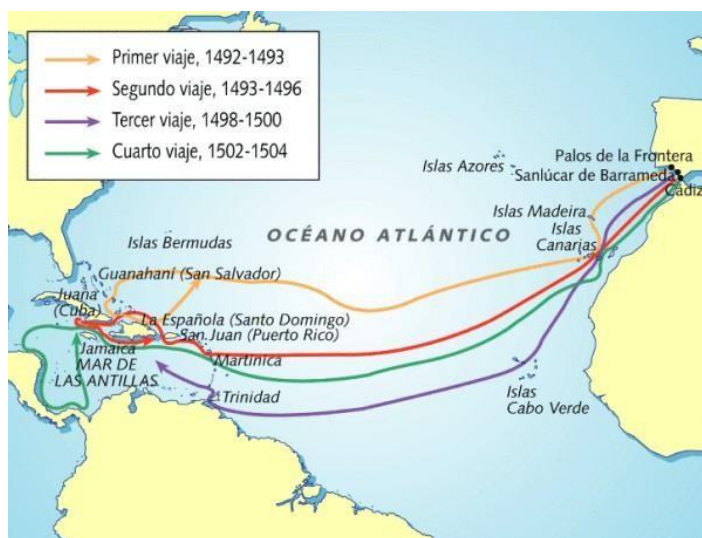 Primer viaje, 1492-1493
Segundo viaje, 1493-1496
Tercer viaje, 1498-1500
Cuarto viaje, 1502-1504
Islas Azores
Palos de la Frontera
Sanlúcar de Barrameda
Cádiz
Islas Madeira
Islas
Canarias
Islas Bermudas
OCÉANO ATLÁNTICO
Guanahaní (San Salvador)
Juana
(Cuba)
La Española (Santo Domingo)
San Juan (Puerto Rico)
Jamaica
MAR DE
LAS ANTILLAS
Martinica
Trinidad
Islas
Cabo Verde